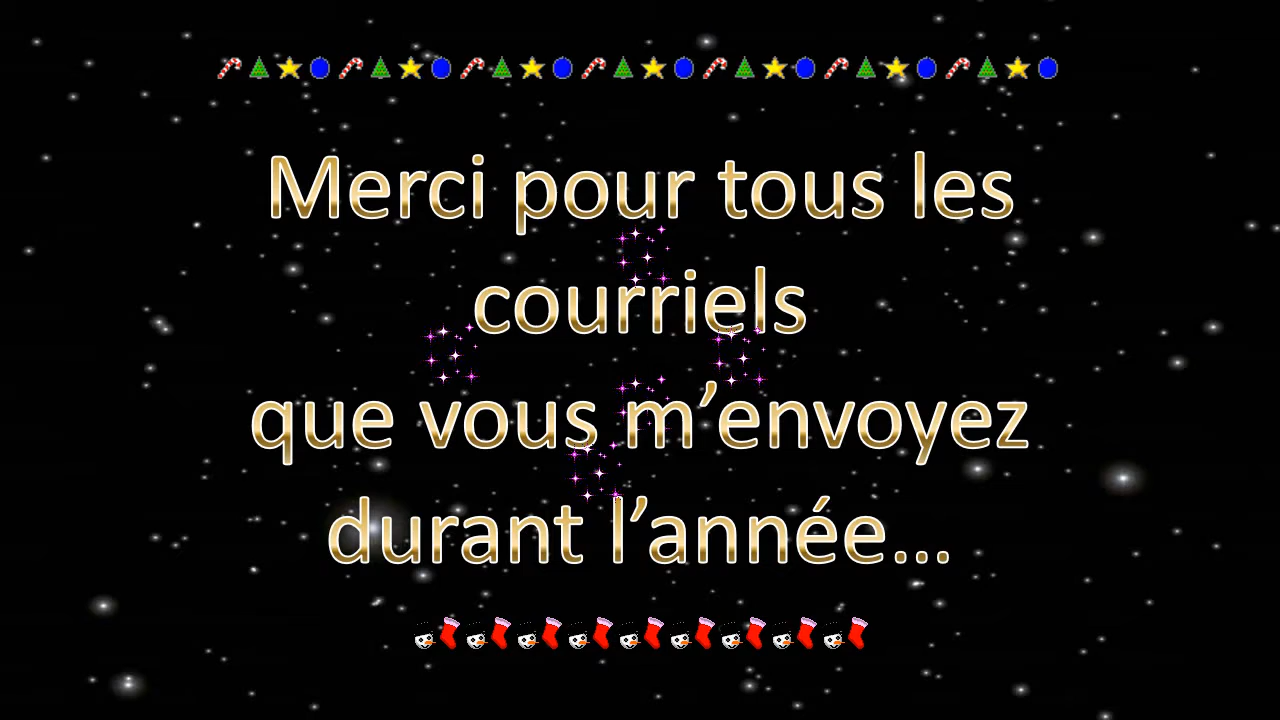 Merci pour tous les
courriels
que vous m’envoyez
durant l’année…